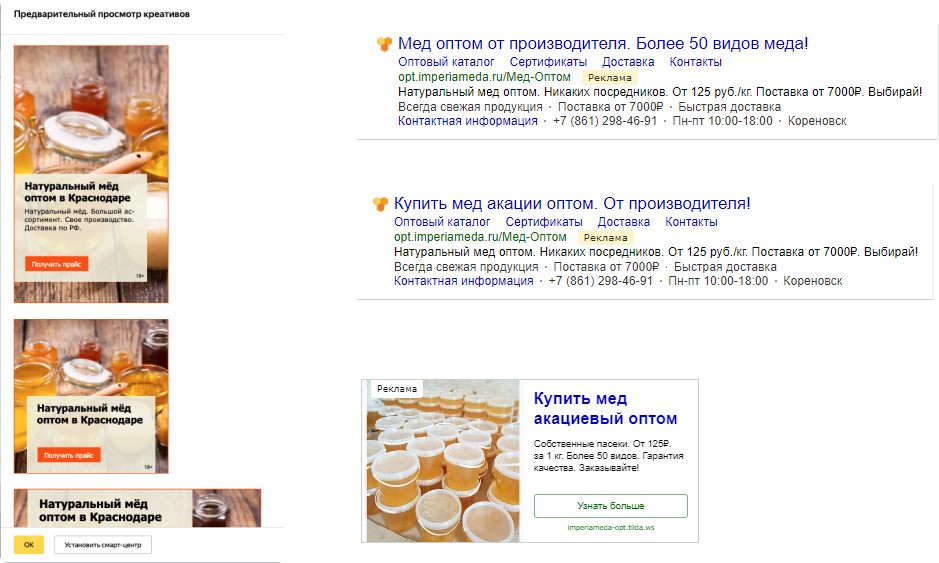 Предварительный просмотр креативов
Натуральный мёд
оптом в Краснодаре
Натуральный мёд. Большой ас-
сортимент. Свое производство.
Доставка по РФ.
Получить прайс
18+
Натуральный мёд
оптом в Краснодаре
Получить прайс
18+
Натуральный мёд
оптом в Краснодаре
ОК
Установить смарт-центр
Мед оптом от производителя. Более 50 видов меда!
Оптовый каталог Сертификаты Доставка Контакты
opt.imperiameda.ru/Мед-Оптом Реклама
Натуральный мед оптом. Никаких посредников. От 125 руб./кг. Поставка от 7000₽. Выбирай!
Всегда свежая продукция · Поставка от 7000₽ · Быстрая доставка
Контактная информация · +7 (861) 298-46-91 · Пн-пт 10:00-18:00 · Кореновск
Купить мед акации оптом. От производителя!
Оптовый каталог Сертификаты Доставка Контакты
opt.imperiameda.ru/Мед-Оптом Реклама
Натуральный мед оптом. Никаких посредников. От 125 руб./кг. Поставка от 7000₽. Выбирай!
Всегда свежая продукция · Поставка от 7000₽ · Быстрая доставка
Контактная информация · +7 (861) 298-46-91 · Пн-пт 10:00-18:00 · Кореновск
Реклама
Купить мед
акациевый оптом
Собственные пасеки. От 125₽.
за 1 кг. Более 50 видов. Гарантия
качества. Заказывайте!
Узнать больше
imperiameda-opt.tilda.ws